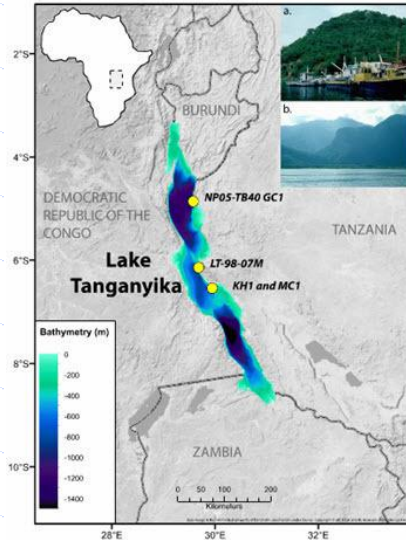 a.
b.
2°S
4°S
6°S
8°S
10°S
BURUNDI
DEMOCRATIC
REPUBLIC OF THE
CONGO
NP05-TB40 GC1
TANZANIA
Lake
Tanganyika
LT-98-07M
KH1 and MC1
Bathymetry (m)
0
-200
-400
-600
-800
-1000
-1200
-1400
ZAMBIA
0 50 100 200
Kilometers
28°E
30°E
32°E